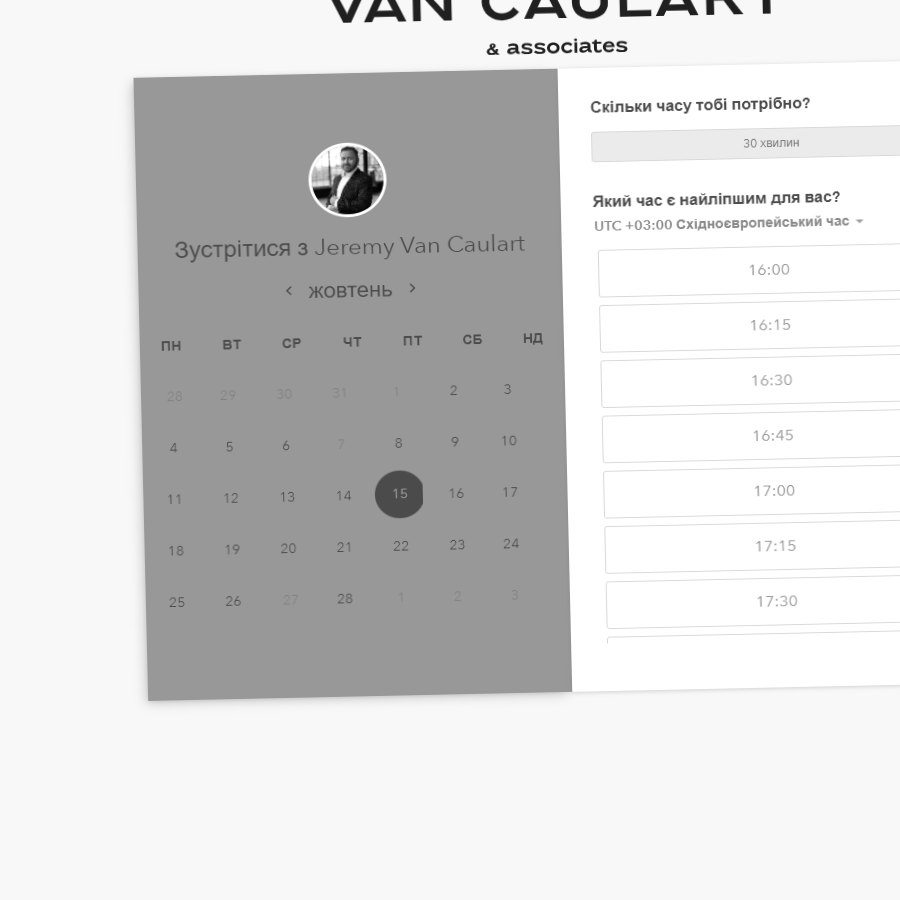 VAN CAULART
& associates
Зустрітися з Jeremy Van Caulart
жовтень
ПН ВТ СР ЧТ ПТ СБ НД
28 29 30 31 1 2 3
4 5 6 7 8 9 10
11 12 13 14 15 16 17
18 19 20 21 22 23 24
25 26 27 28 1 2 3
Скільки часу тобі потрібно?
30 хвилин
Який час є найліпшим для вас?
UTC +03:00 Східноєвропейський час
16:00
16:15
16:30
16:45
17:00
17:15
17:30